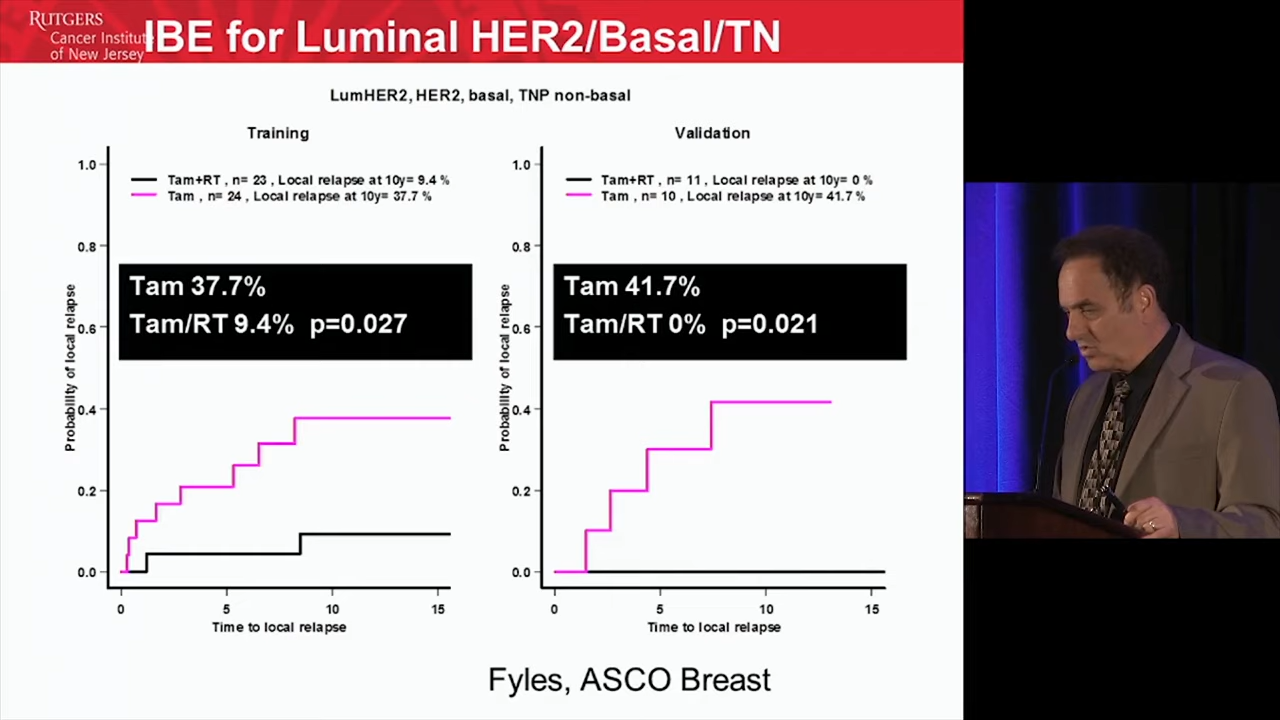 RUTGERS
Cancer Institute
of New Jersey
IBE for Luminal HER2/Basal/TN
LumHER2, HER2, basal, TNP non-basal
Training
Probability of local relapse
1.0
0.8
0.6
0.4
0.2
0.0
Tam+RT , n= 23 , Local relapse at 10y= 9.4 %
Tam , n= 24 , Local relapse at 10y= 37.7 %
Tam 37.7%
Tam/RT 9.4% p=0.027
0 5 10 15
Time to local relapse
Validation
Probability of local relapse
1.0
0.8
0.6
0.4
0.2
0.0
Tam+RT , n= 11 , Local relapse at 10y= 0 %
Tam , n= 10 , Local relapse at 10y= 41.7 %
Tam 41.7%
Tam/RT 0% p=0.021
0 5 10 15
Time to local relapse
Fyles, ASCO Breast